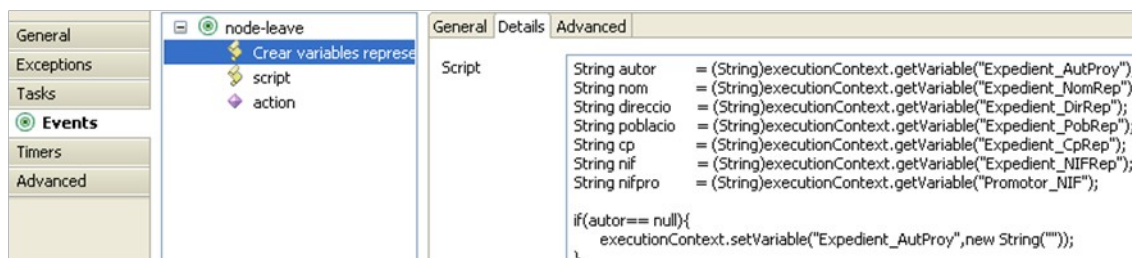 General
Exceptions
Tasks
Events
Timers
Advanced
node-leave
Crear variables represe
script
action
General Details Advanced
Script
String autor = (String)executionContext.getVariable("Expedient_AutProy")
String nom = (String)executionContext.getVariable("Expedient_NomRep")
String direccio = (String)executionContext.getVariable("Expedient_DirRep");
String poblacio = (String)executionContext.getVariable("Expedient_PobRep");
String cp = (String)executionContext.getVariable("Expedient_CpRep");
String nif = (String)executionContext.getVariable("Expedient_NIFRep");
String nifpro = (String)executionContext.getVariable("Promotor_NIF");
if(autor== null){
executionContext.setVariable("Expedient_AutProy",new String(""));
}